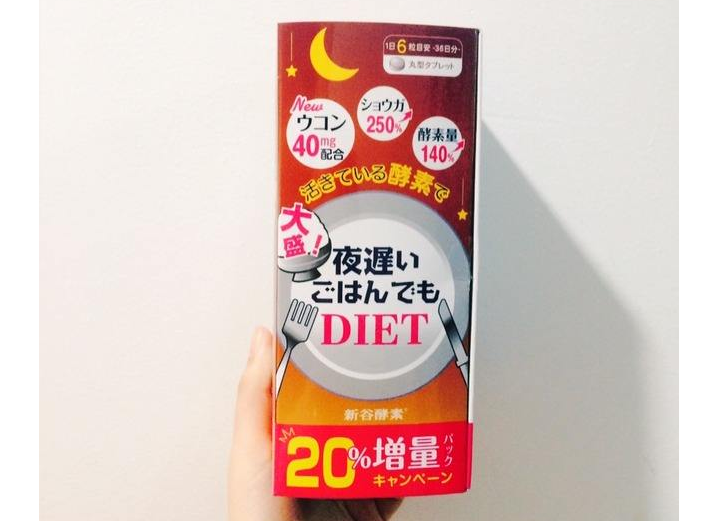 1日6粒目安 -36日分-
丸型タブレット
New
ウコン
40mg
配合
ショウガ
250%
酵素量
140%
活きている酵素で
大盛!
夜遅い
ごはんでも
DIET
新谷酵素
20%増量パック
キャンペーン